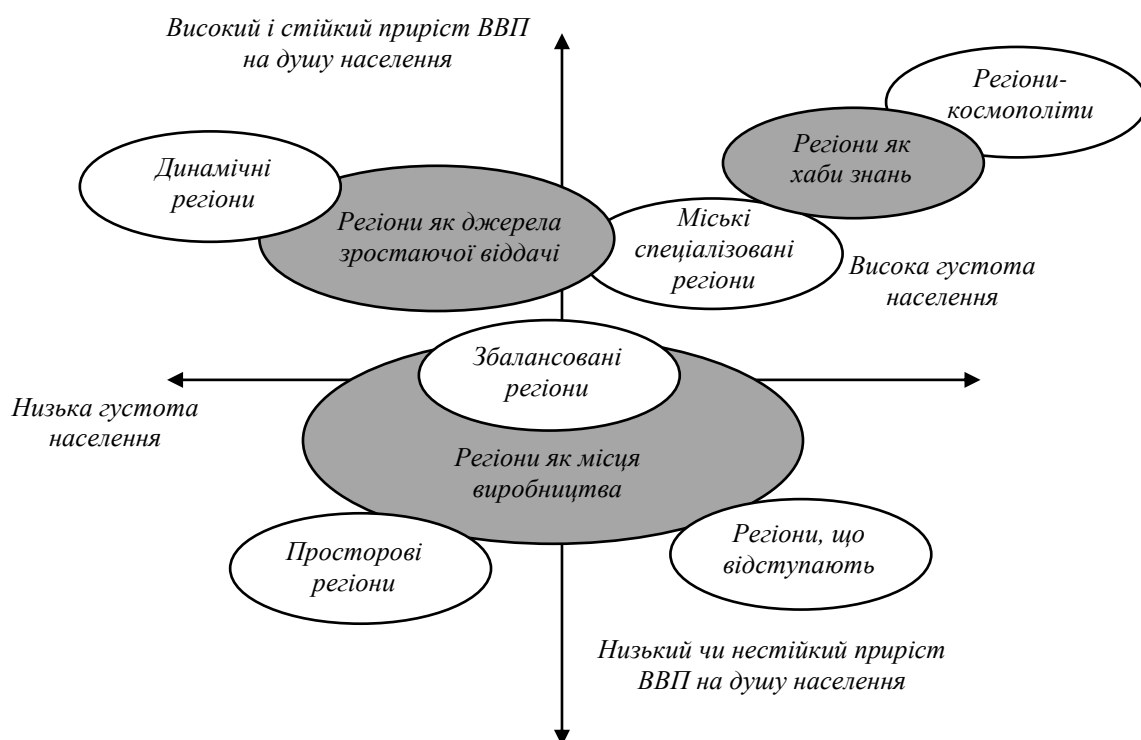 Високий і стійкий приріст ВВП
на душу населення
Регіони-
космополіти
Регіони як
хаби знань
Динамічні
регіони
Регіони як джерела
зростаючої віддачі
Міські
спеціалізовані
регіони
Висока густота
населення
Збалансовані
регіони
Низька густота
населення
Регіони як місця
виробництва
Просторові
регіони
Регіони, що
відступають
Низький чи нестійкий приріст
ВВП на душу населення